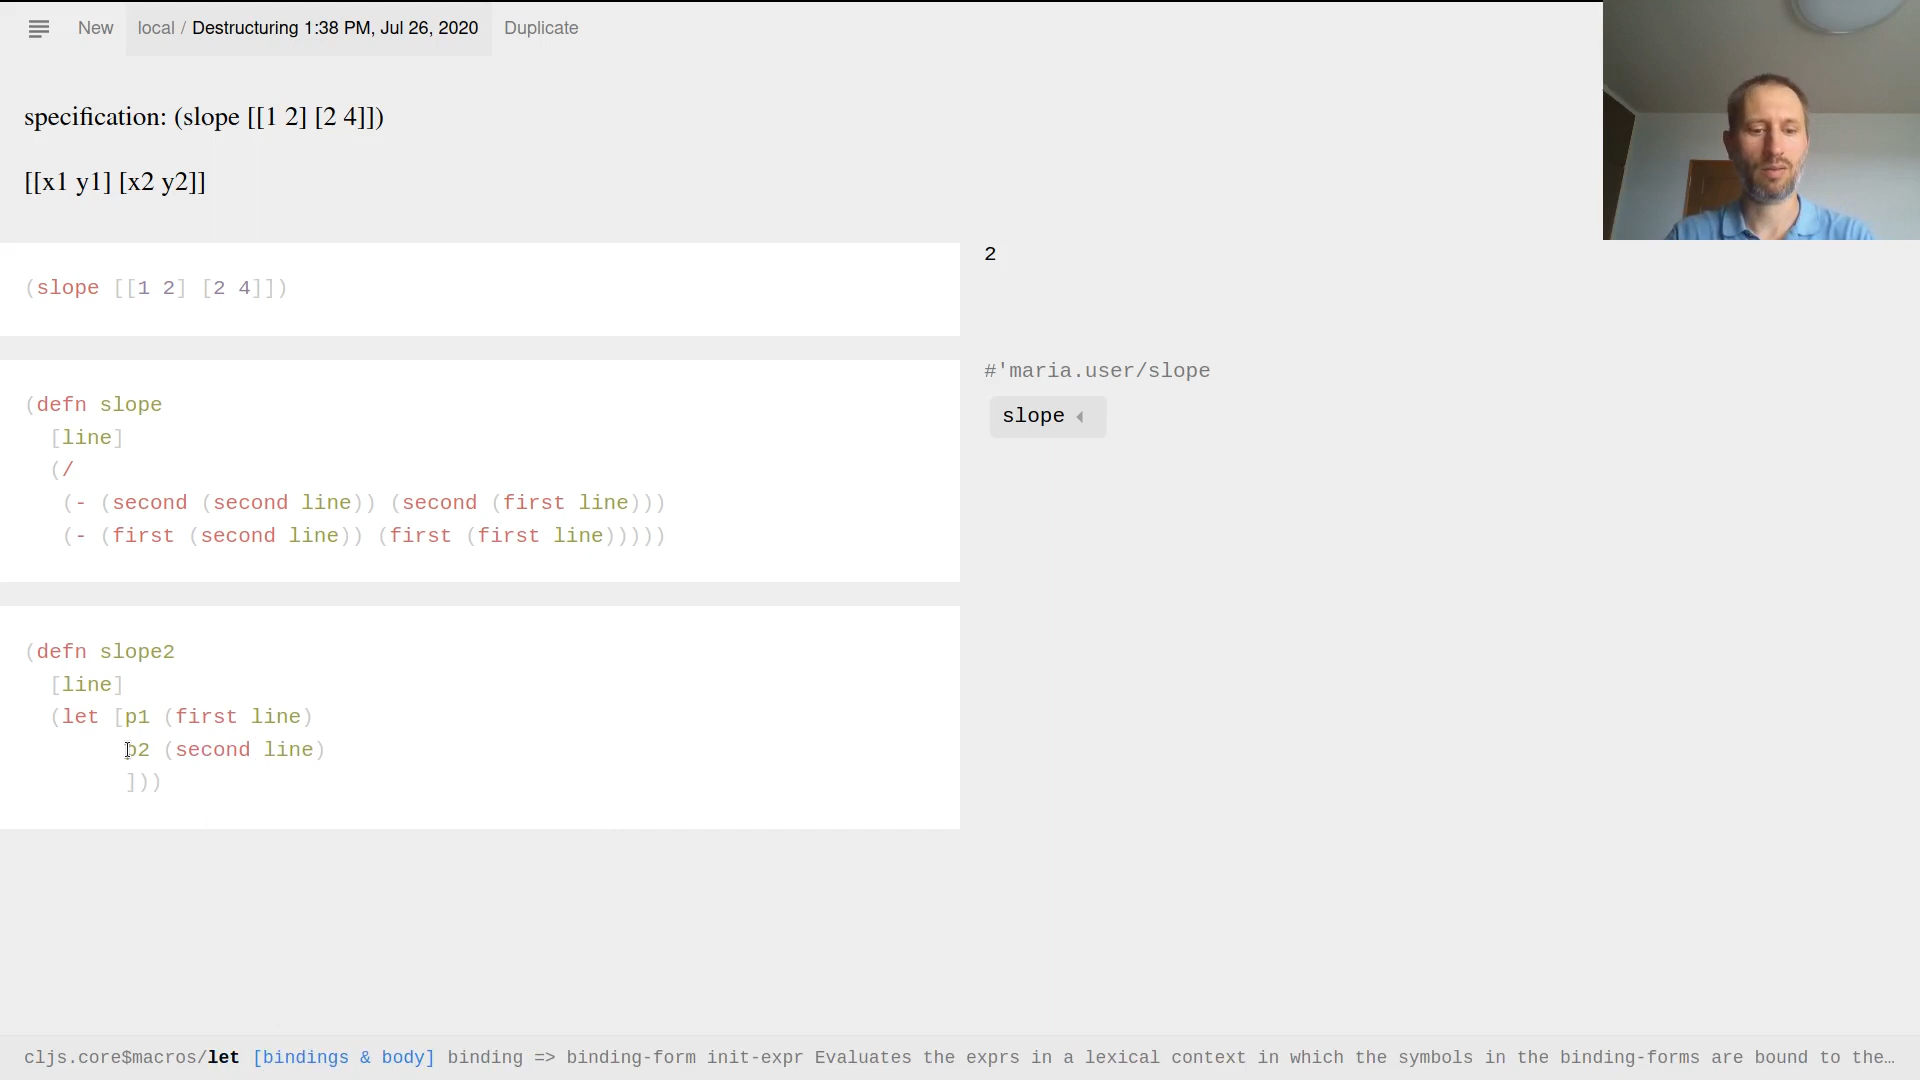 New local / Destructuring 1:38 PM, Jul 26, 2020 Duplicate
specification: (slope [[1 2] [2 4]])
[[x1 y1] [x2 y2]]
(slope [[1 2] [2 4]])
2
(defn slope
[line]
(/
(- (second (second line)) (second (first line)))
(- (first (second line)) (first (first line)))))
#'maria.user/slope
slope
(defn slope2
[line]
(let [p1 (first line)
p2 (second line)
]))
cljs.core$macros/let [bindings & body] binding => binding-form init-expr Evaluates the exprs in a lexical context in which the symbols in the binding-forms are bound to the…